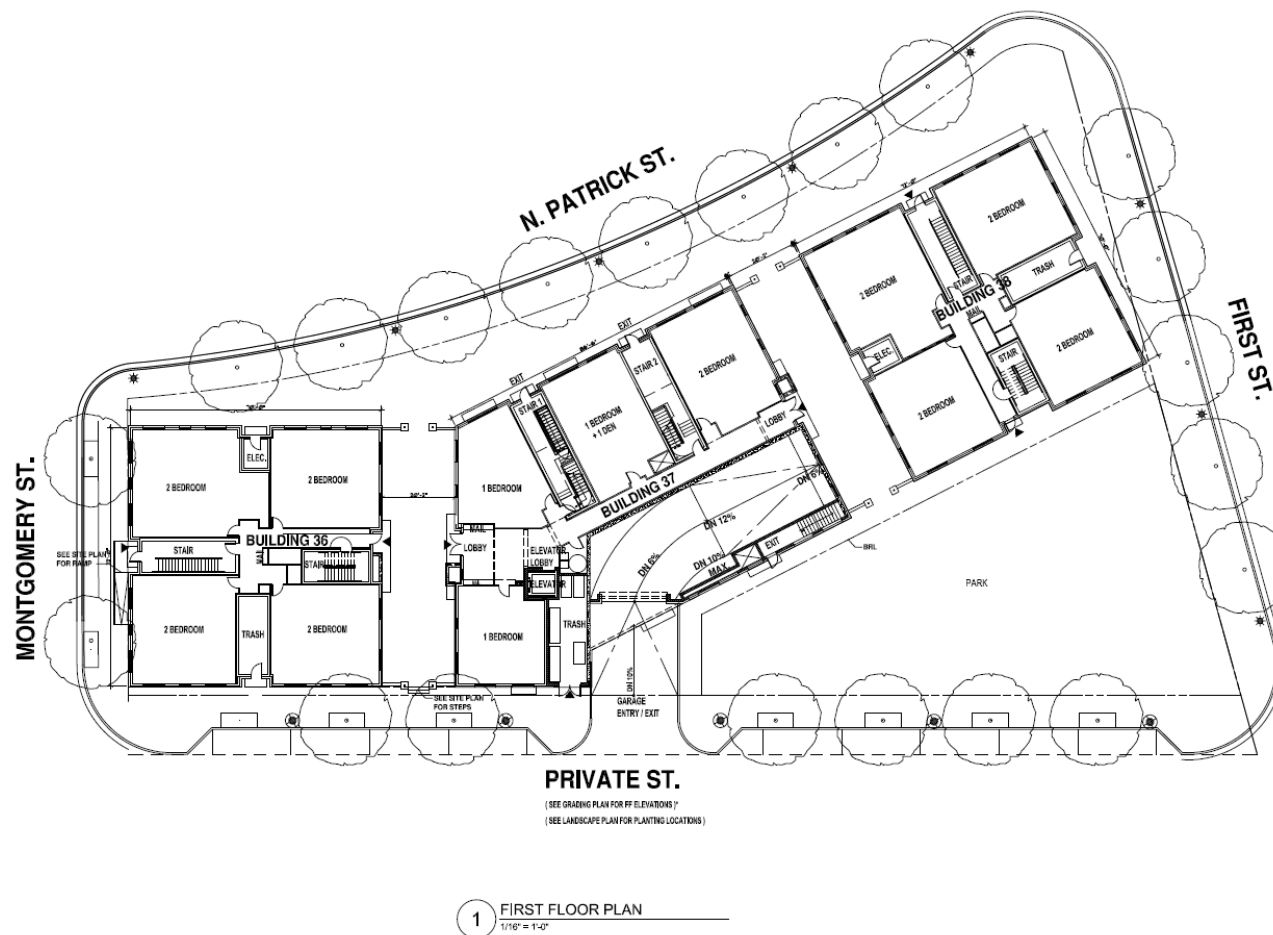 N. PATRICK ST.
FIRST ST.
MONTGOMERY ST.
2 BEDROOM
TRASH
STAIR
BUILDING 38
MAIL
2 BEDROOM
2 BEDROOM
ELEC.
STAIR
2 BEDROOM
EXIT
EXIT
STAIR 2
2 BEDROOM
STAIR 1
1 BEDROOM
+ 1 DEN
LOBBY
BUILDING 37
1 BEDROOM
2 BEDROOM
ELEC.
2 BEDROOM
BUILDING 36
MAIL
STAIR
STAIR
SEE SITE PLAN
FOR RAMP
MAIL
LOBBY
ELEVATOR
LOBBY
ELEVATOR
DN 6%
DN 12%
DN 6%
DN 10%
MAX
EXIT
PARK
2 BEDROOM
TRASH
2 BEDROOM
1 BEDROOM
TRASH
DN 10%
SEE SITE PLAN
FOR STEPS
GARAGE
ENTRY / EXIT
PRIVATE ST.
( SEE GRADING PLAN FOR FF ELEVATIONS )*
( SEE LANDSCAPE PLAN FOR PLANTING LOCATIONS )
1
FIRST FLOOR PLAN
1/16" = 1'-0"